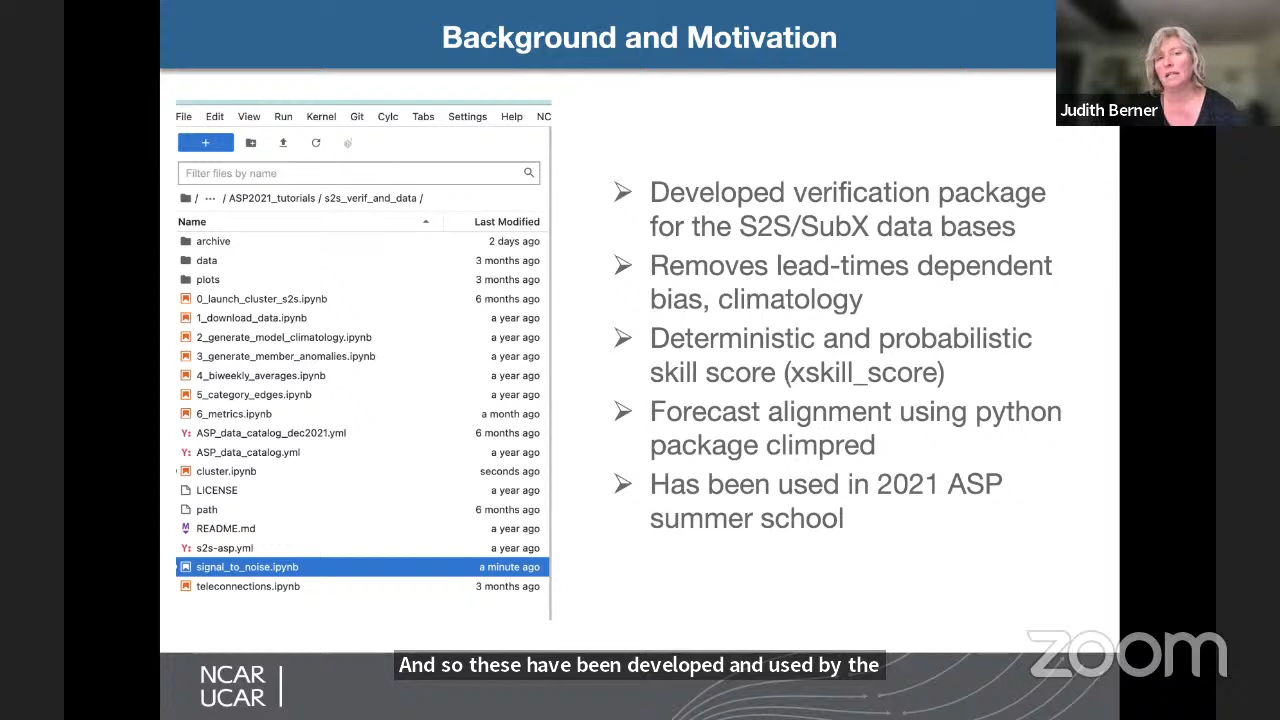 Background and Motivation
Judith Berner
File Edit View Run Kernel Git Cylc Tabs Settings Help NC
+
Filter files by name
/ ··· / ASP2021_tutorials / s2s_verif_and_data /
Name Last Modified
archive 2 days ago
data 3 months ago
plots 3 months ago
0_launch_cluster_s2s.ipynb 6 months ago
1_download_data.ipynb a year ago
2_generate_model_climatology.ipynb a year ago
3_generate_member_anomalies.ipynb a year ago
4_biweekly_averages.ipynb a year ago
5_category_edges.ipynb a year ago
6_metrics.ipynb a month ago
Y: ASP_data_catalog_dec2021.yml 6 months ago
Y: ASP_data_catalog.yml a year ago
cluster.ipynb seconds ago
LICENSE a year ago
path 6 months ago
M README.md a year ago
Y: s2s-asp.yml a year ago
signal_to_noise.ipynb a minute ago
teleconnections.ipynb 3 months ago
➢ Developed verification package
for the S2S/SubX data bases
➢ Removes lead-times dependent
bias, climatology
➢ Deterministic and probabilistic
skill score (xskill_score)
➢ Forecast alignment using python
package climpred
➢ Has been used in 2021 ASP
summer school
NCAR
UCAR
And so these have been developed and used by the
zoom